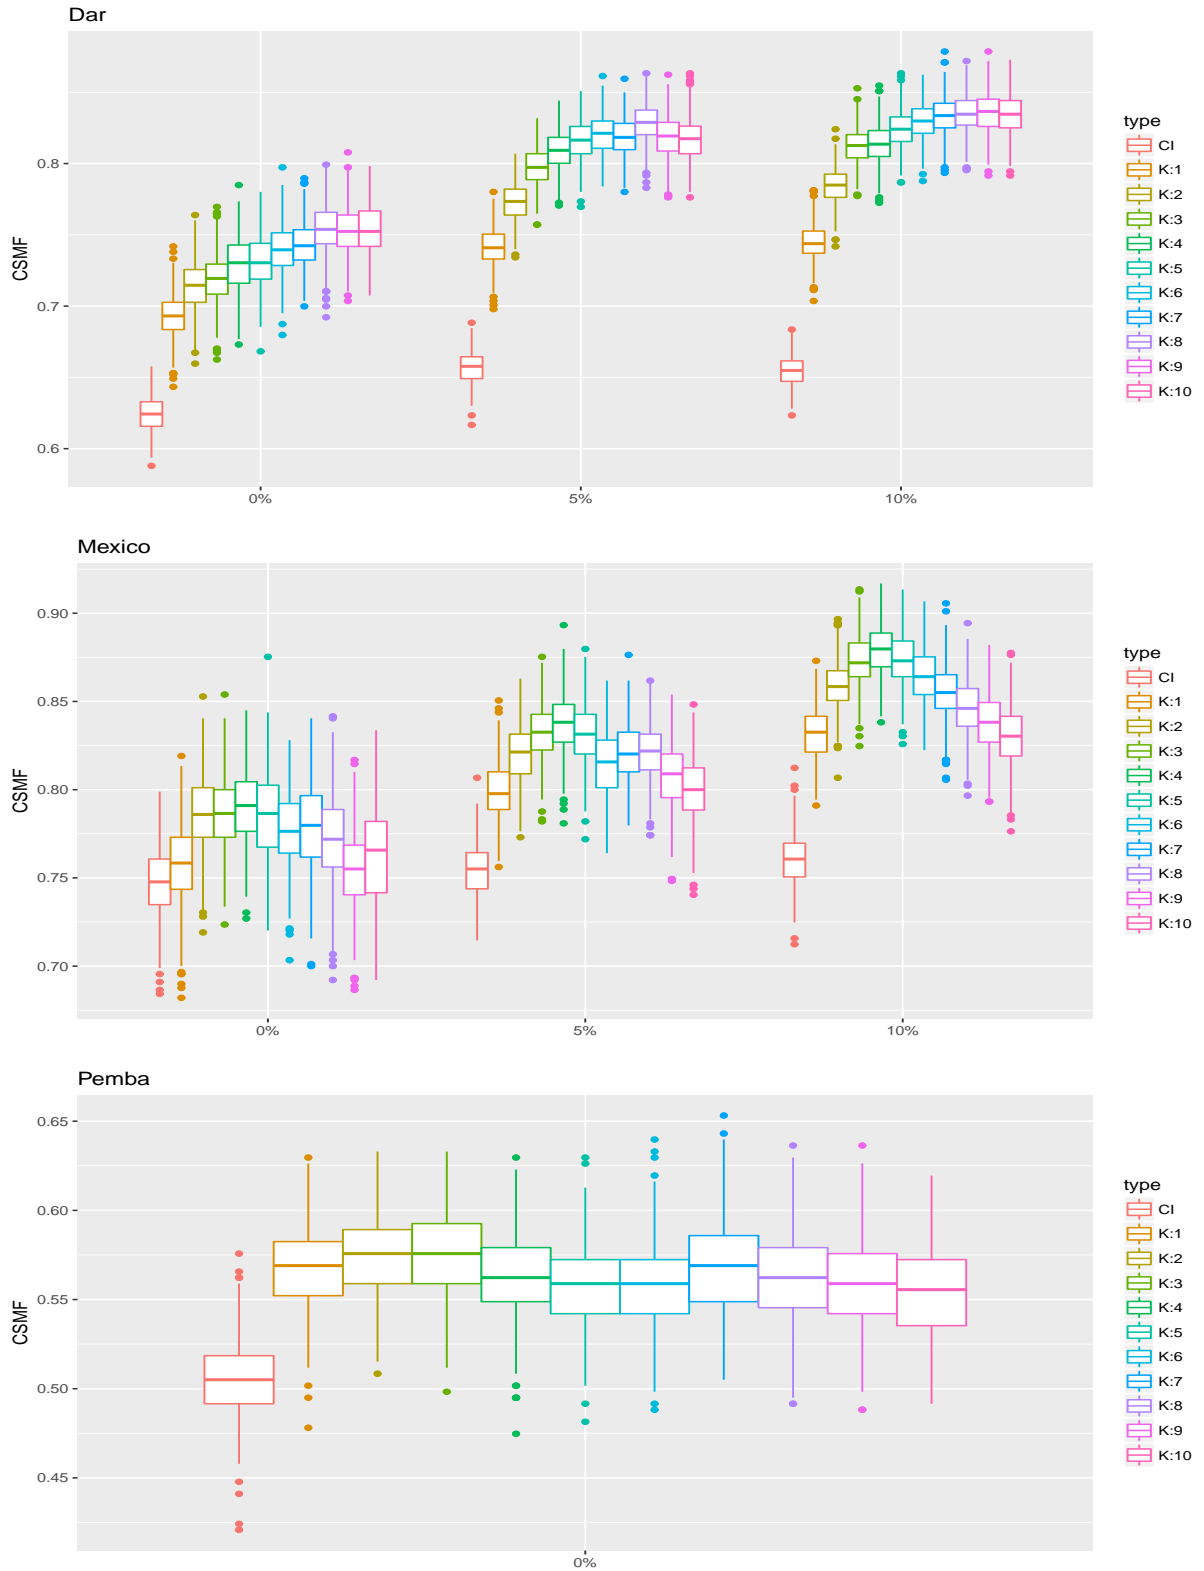 Dar
CSMF
0.8
0.7
0.6
0%
5%
10%
type
CI
K:1
K:2
K:3
K:4
K:5
K:6
K:7
K:8
K:9
K:10
Mexico
CSMF
0.90
0.85
0.80
0.75
0.70
0%
5%
10%
type
CI
K:1
K:2
K:3
K:4
K:5
K:6
K:7
K:8
K:9
K:10
Pemba
CSMF
0.65
0.60
0.55
0.50
0.45
0%
type
CI
K:1
K:2
K:3
K:4
K:5
K:6
K:7
K:8
K:9
K:10